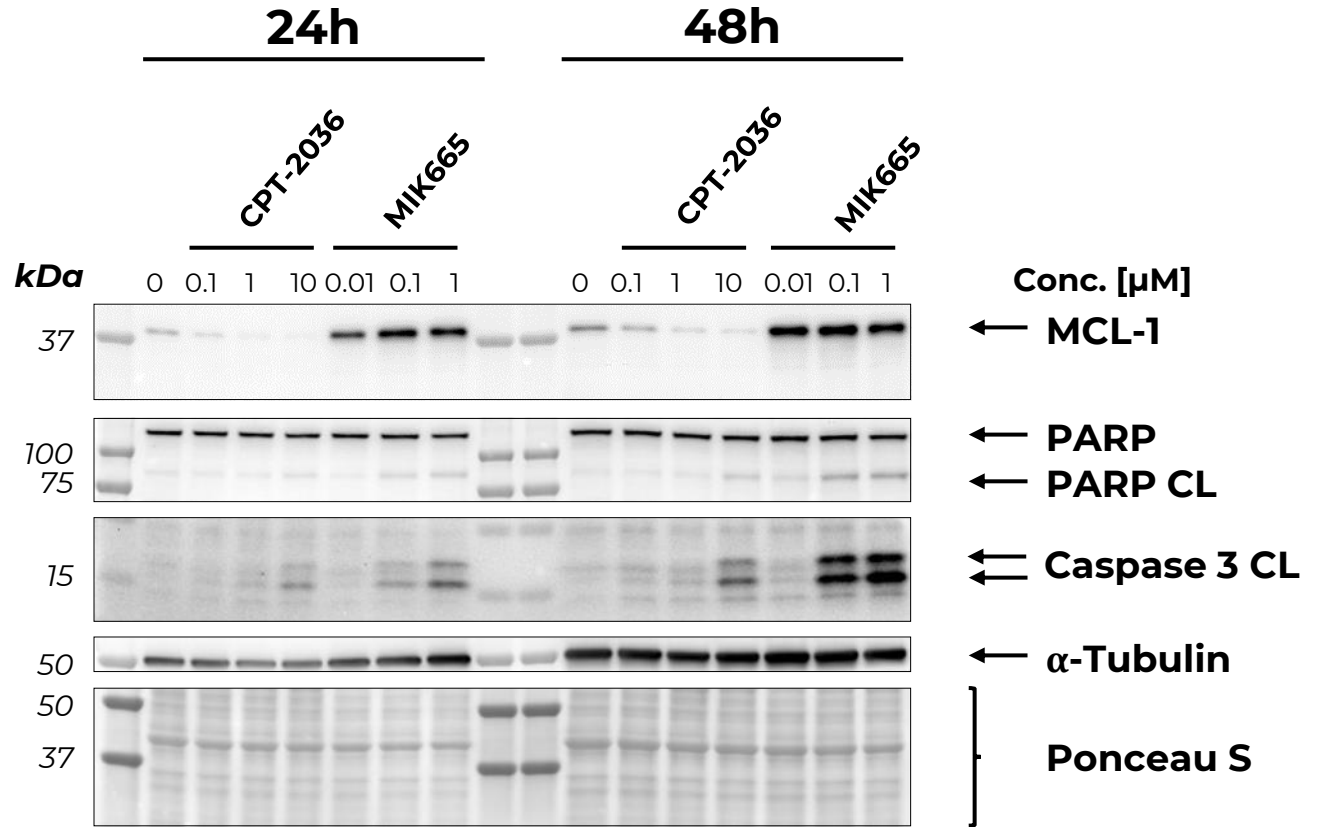 24h 48h
CPT-2036 MIK665 CPT-2036 MIK665
kDa 0 0.1 1 10 0.01 0.1 1 0 0.1 1 10 0.01 0.1 1 Conc. [µM]
37 MCL-1
100 PARP
75 PARP CL
15 Caspase 3 CL
50 α-Tubulin
50
37 Ponceau S